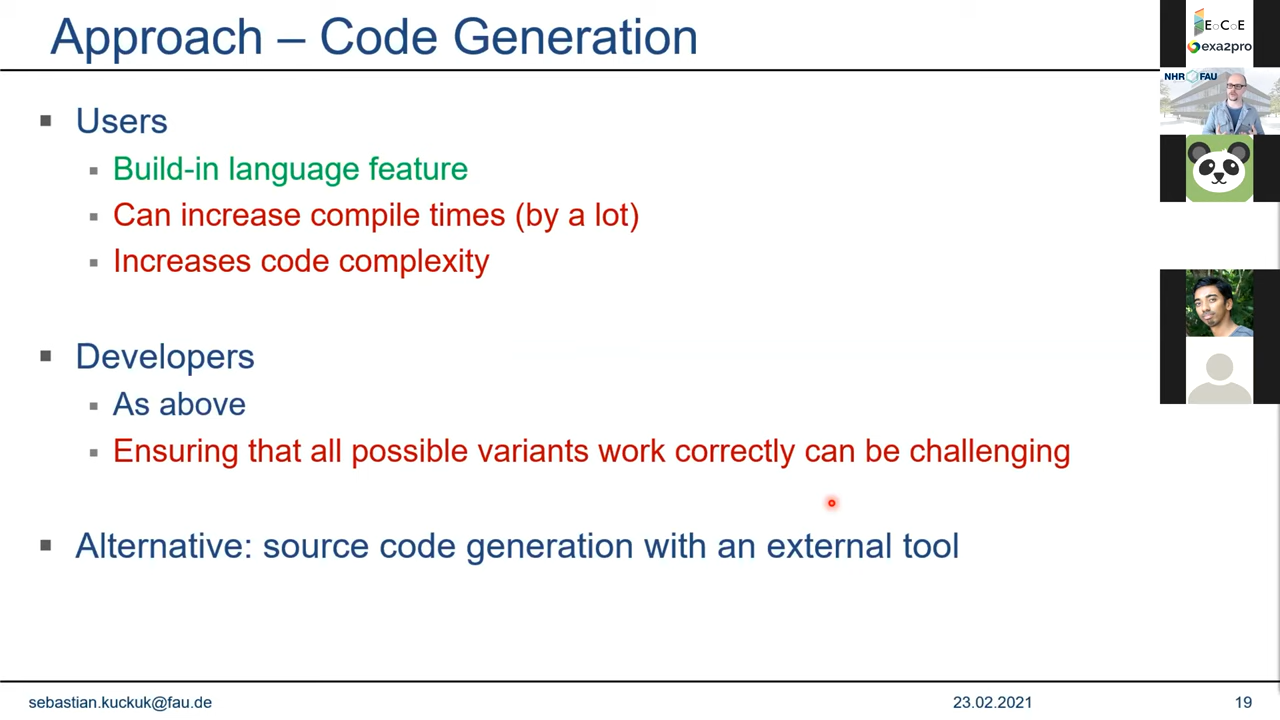 Approach – Code Generation
Users
Build-in language feature
Can increase compile times (by a lot)
Increases code complexity
Developers
As above
Ensuring that all possible variants work correctly can be challenging
Alternative: source code generation with an external tool
sebastian.kuckuk@fau.de
23.02.2021
19
EoCoE
exa2pro
NHR FAU